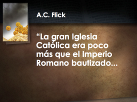 A.C. Flick
"La gran Iglesia
Católica era poco
más que el Imperio
Romano bautizado...